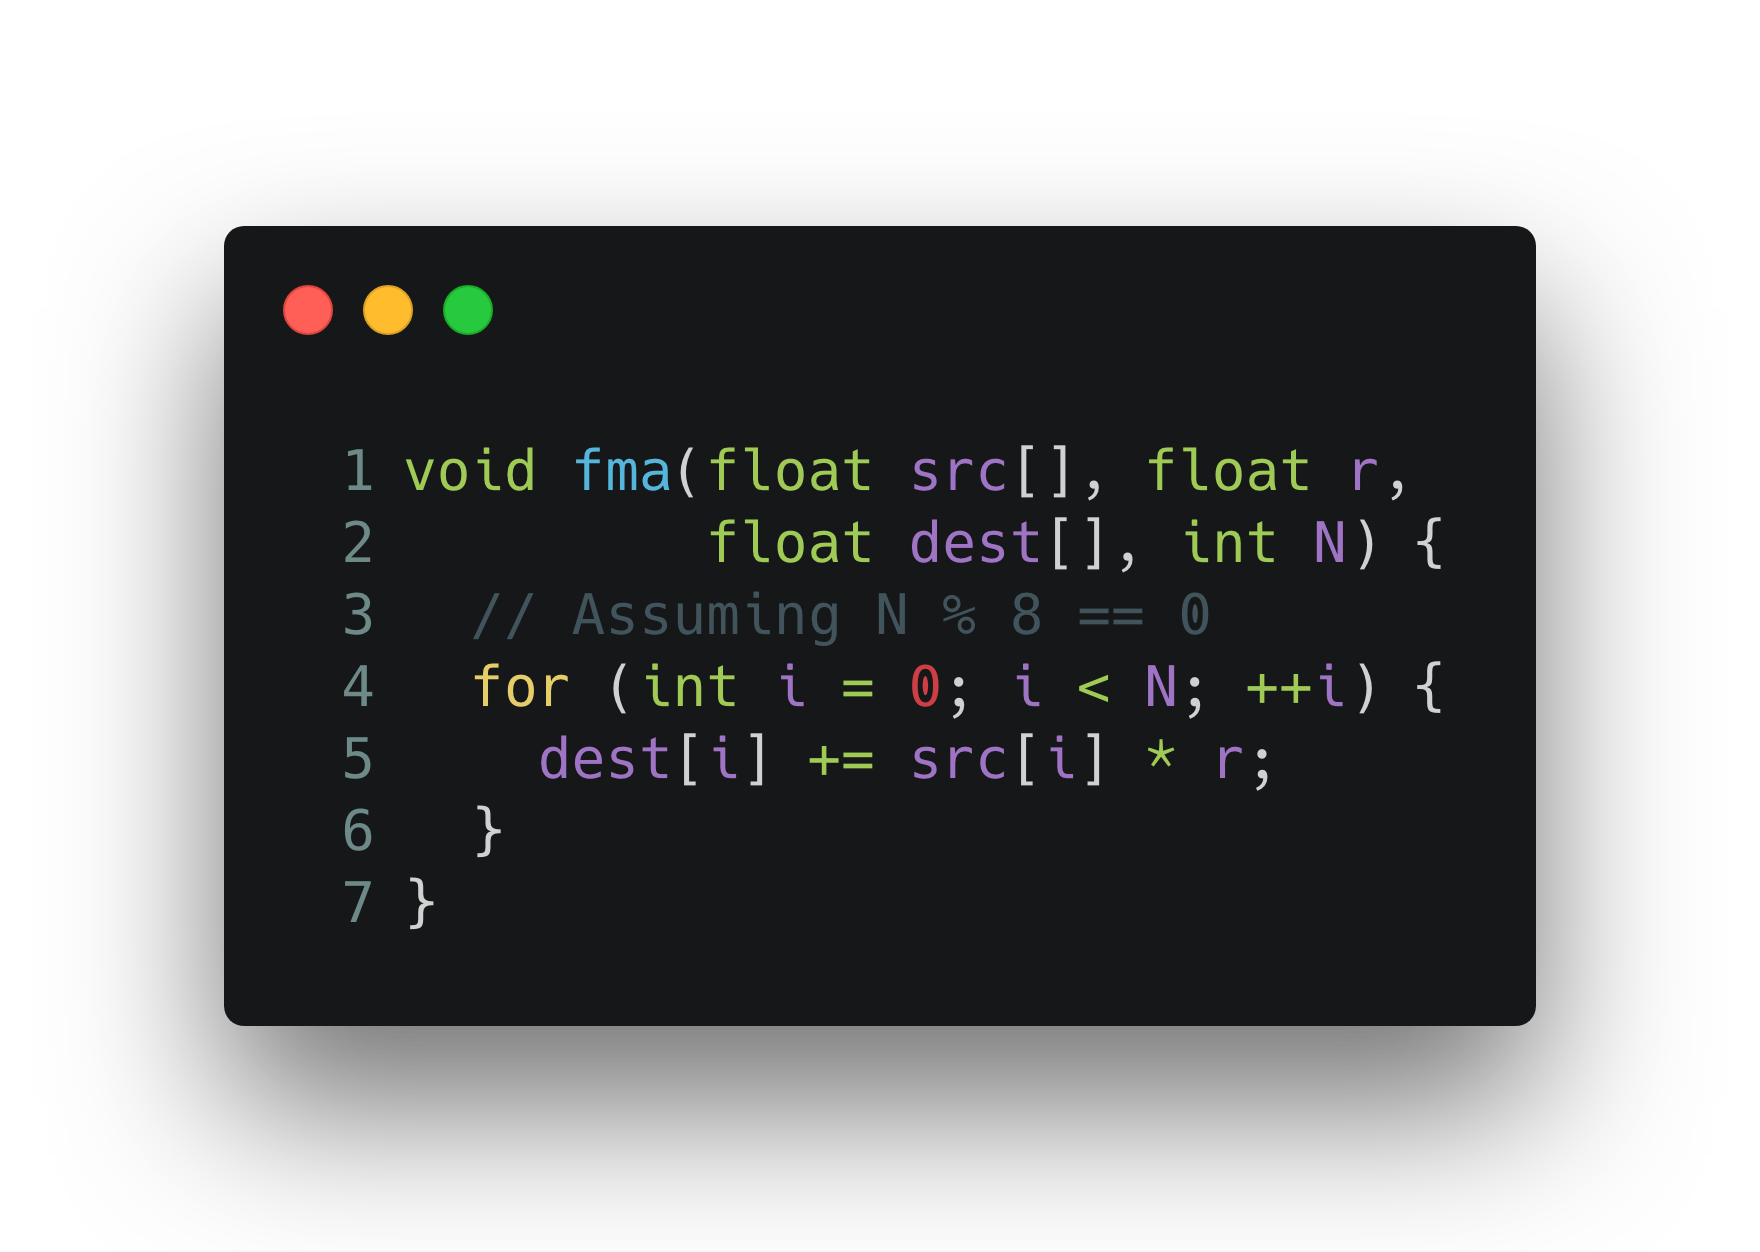 1 void fma(float src[], float r,
2          float dest[], int N) {
3   // Assuming N % 8 == 0
4   for (int i = 0; i < N; ++i) {
5     dest[i] += src[i] * r;
6   }
7 }